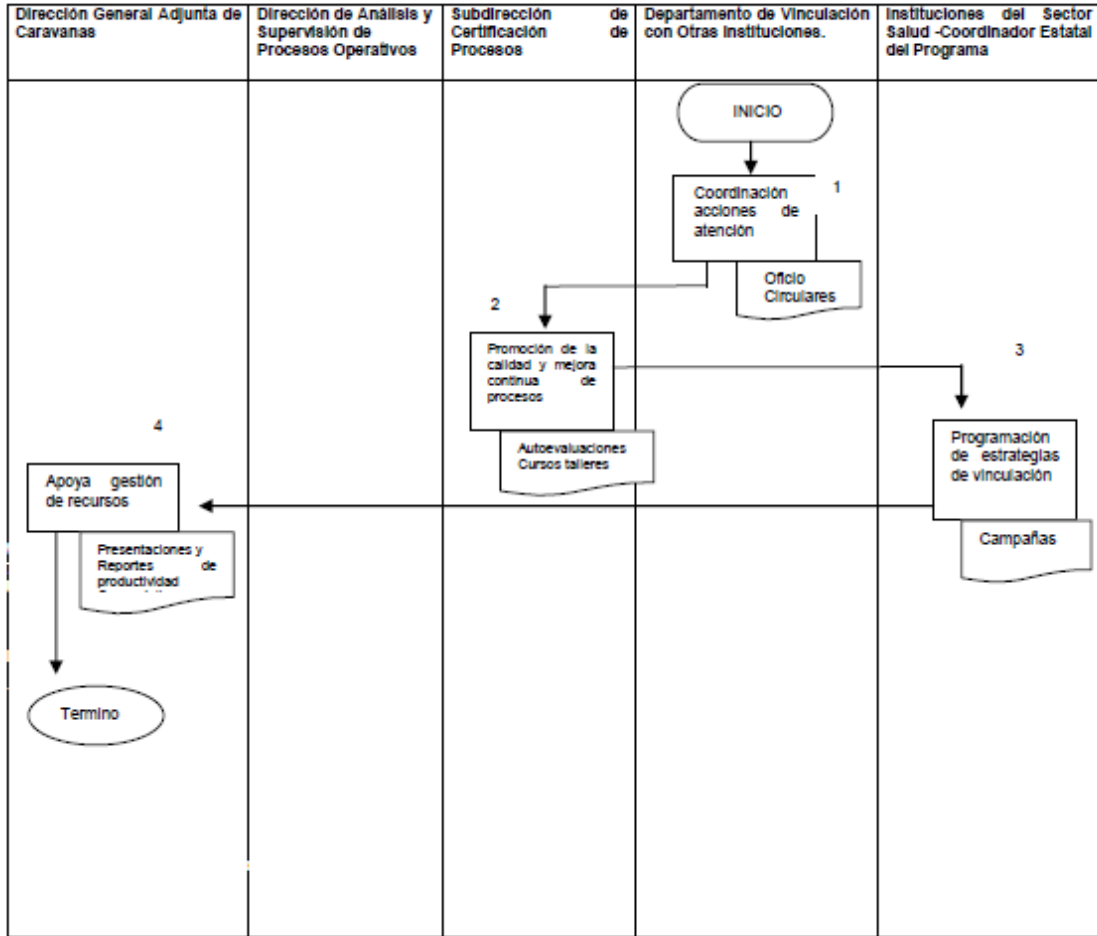 Dirección General Adjunta de
Caravanas
Dirección de Análisis y
Supervisión de
Procesos Operativos
Subdirección de
Certificación de
Procesos
Departamento de Vinculación
con Otras Instituciones.
Instituciones del Sector
Salud -Coordinador Estatal
del Programa
INICIO
1
Coordinación
acciones de
atención
Oficio
Circulares
2
Promoción de la
calidad y mejora
continua de
procesos
Autoevaluaciones
Cursos talleres
3
Programación
de estrategias
de vinculación
Campañas
4
Apoya gestión
de recursos
Presentaciones y
Reportes de
productividad
Termino